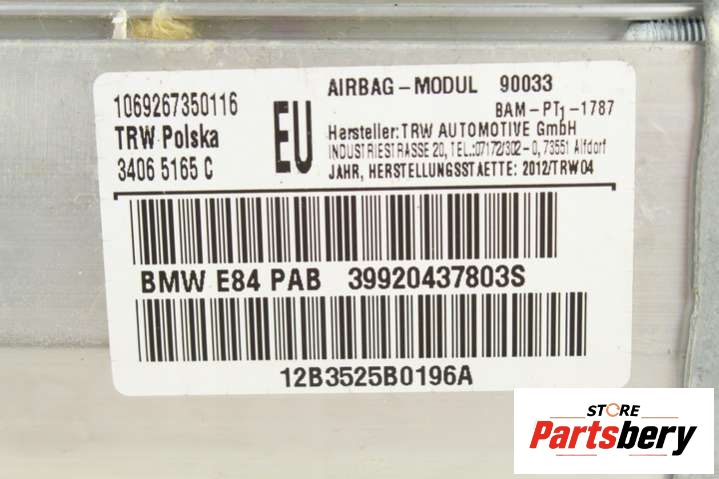 1069267350116
TRW Polska
3406 5165 C
EU
AIRBAG - MODUL 90033
BAM-PT1-1787
Hersteller: TRW AUTOMOTIVE GmbH
INDUSTRIESTRASSE 20, TEL.:07172/302-0, 73551 Alfdorf
JAHR, HERSTELLUNGSSTAETTE: 2012/TRW04
BMW E84 PAB 39920437803S
12B3525B0196A
STORE
Partsbery